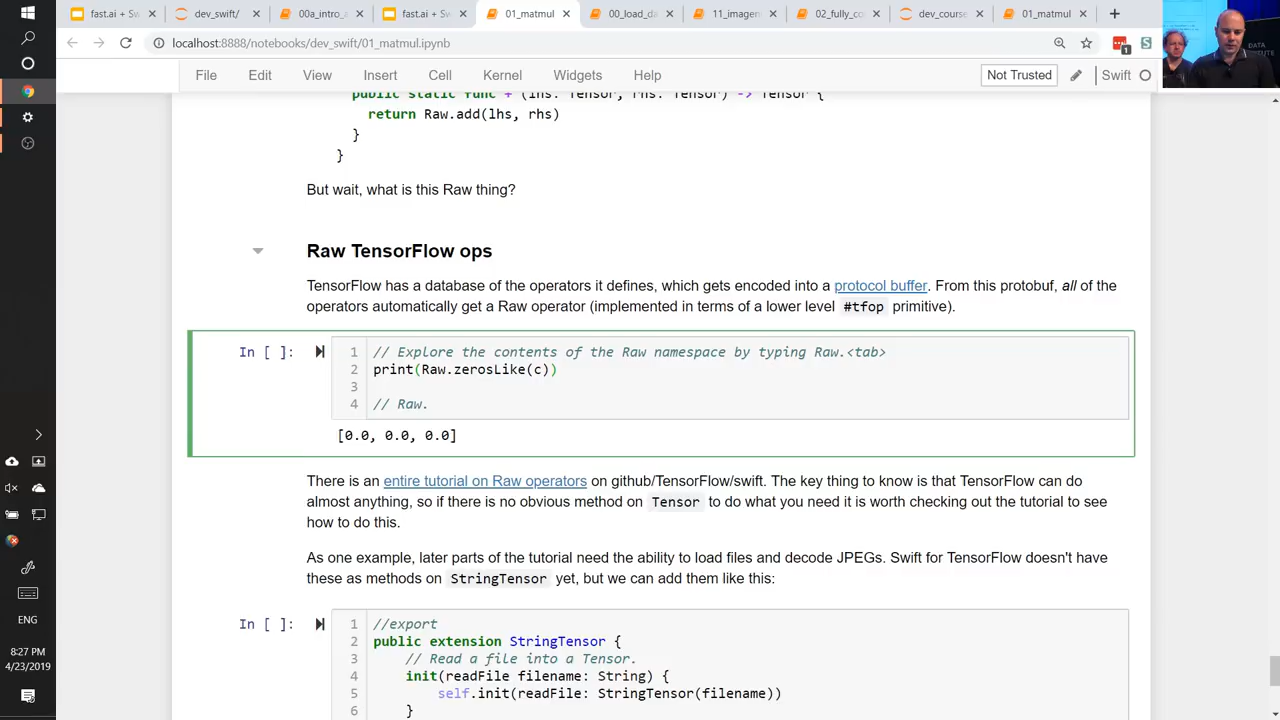 fast.ai + Sw
dev_swift/
00a_intro_a
fast.ai + Sw
01_matmul
00_load_da
11_imagen
02_fully_co
dev_course
01_matmul
localhost:8888/notebooks/dev_swift/01_matmul.ipynb
1
S
DATA
File Edit View Insert Cell Kernel Widgets Help
Not Trusted
Swift
public static func + (lhs: Tensor, rhs: Tensor) -> Tensor {
return Raw.add(lhs, rhs)
}
}
But wait, what is this Raw thing?
Raw TensorFlow ops
TensorFlow has a database of the operators it defines, which gets encoded into a protocol buffer. From this protobuf, all of the
operators automatically get a Raw operator (implemented in terms of a lower level #tfop primitive).
In [ ]:
1 // Explore the contents of the Raw namespace by typing Raw.<tab>
2 print(Raw.zerosLike(c))
3
4 // Raw.
[0.0, 0.0, 0.0]
There is an entire tutorial on Raw operators on github/TensorFlow/swift. The key thing to know is that TensorFlow can do
almost anything, so if there is no obvious method on Tensor to do what you need it is worth checking out the tutorial to see
how to do this.
As one example, later parts of the tutorial need the ability to load files and decode JPEGs. Swift for TensorFlow doesn't have
these as methods on StringTensor yet, but we can add them like this:
In [ ]:
1 //export
2 public extension StringTensor {
3 // Read a file into a Tensor.
4 init(readFile filename: String) {
5 self.init(readFile: StringTensor(filename))
6 }
ENG
8:27 PM
4/23/2019